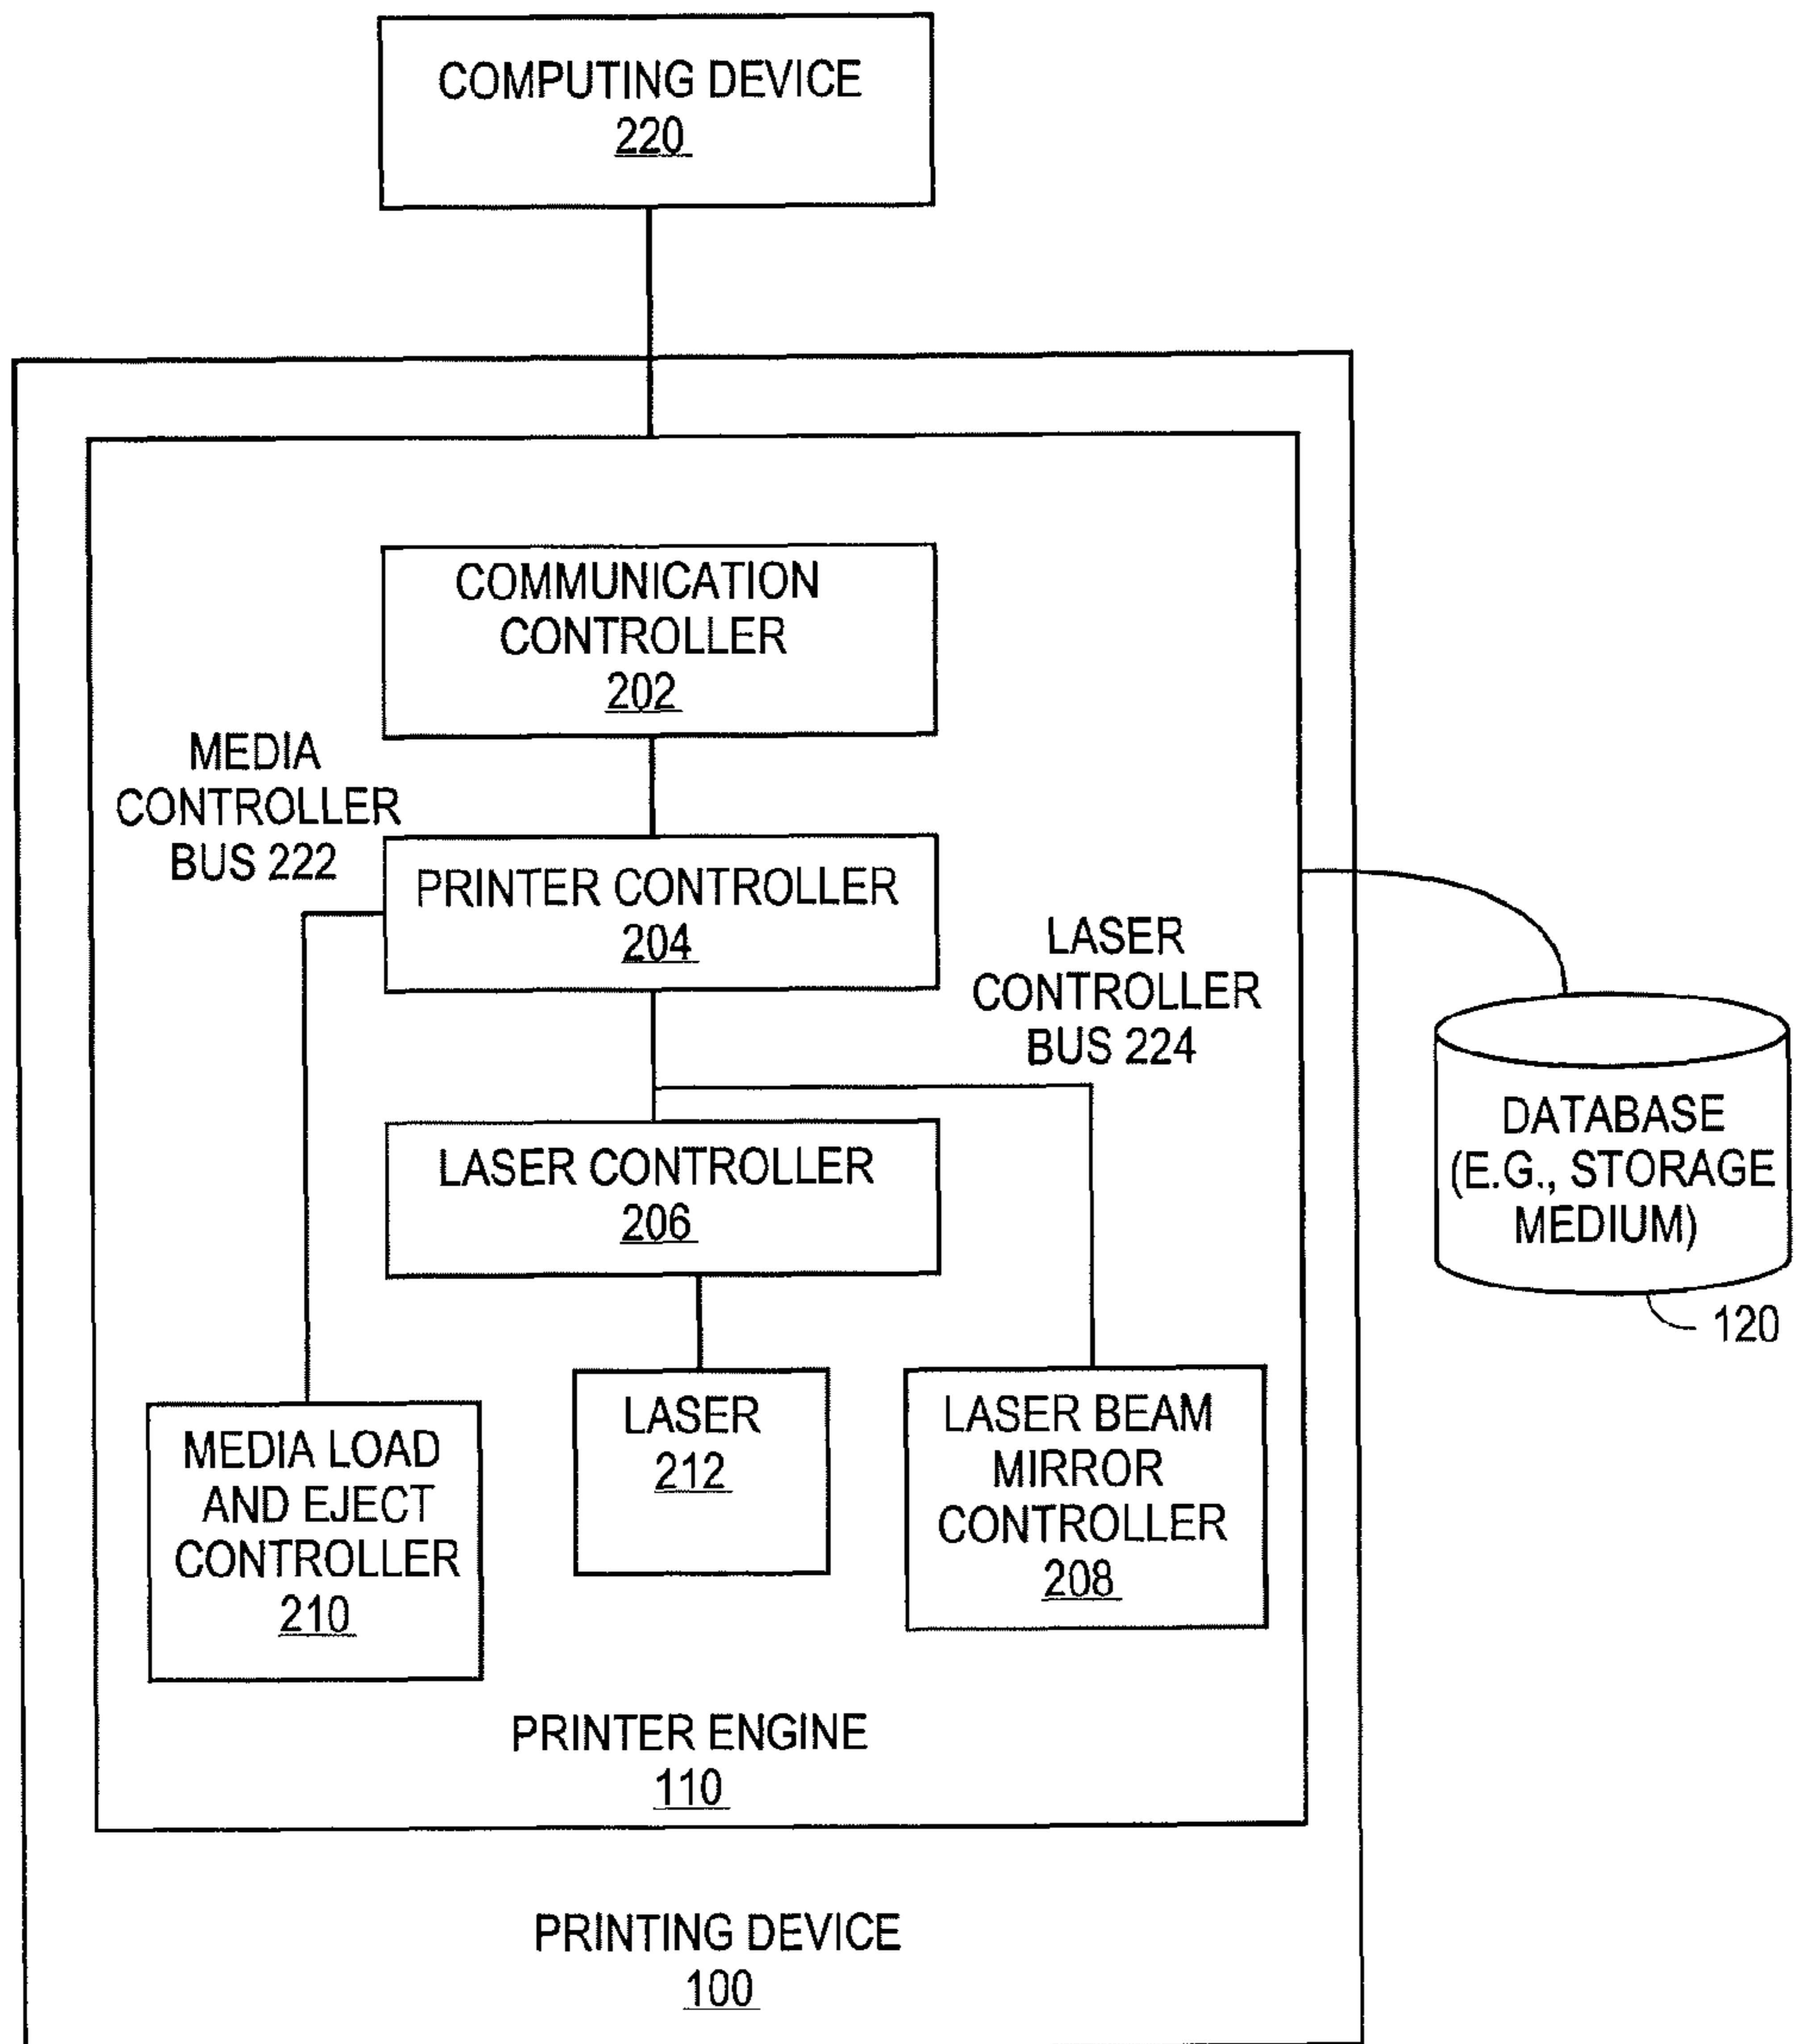 COMPUTING DEVICE
220
COMMUNICATION
CONTROLLER
202
MEDIA
CONTROLLER
BUS 222
PRINTER CONTROLLER
204
LASER
CONTROLLER
BUS 224
LASER CONTROLLER
206
DATABASE
(E.G., STORAGE
MEDIUM)
120
MEDIA LOAD
AND EJECT
CONTROLLER
210
LASER
212
LASER BEAM
MIRROR
CONTROLLER
208
PRINTER ENGINE
110
PRINTING DEVICE
100